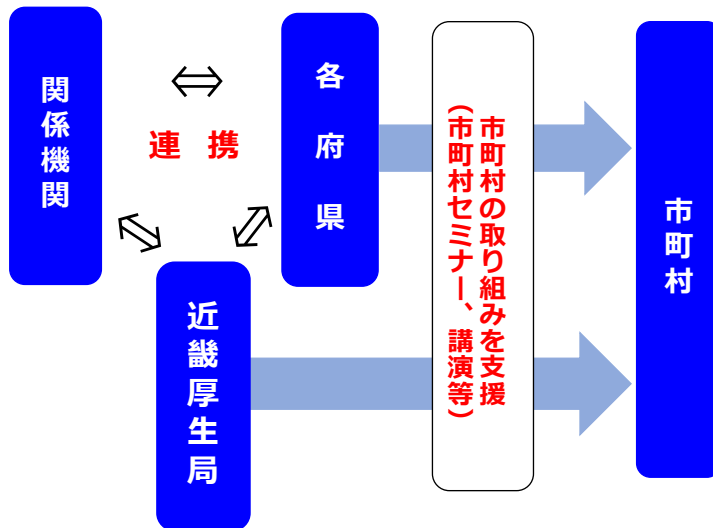 関係機関
連携
各府県
近畿厚生局
市町村の取り組みを支援
(市町村セミナー、講演等)
市町村